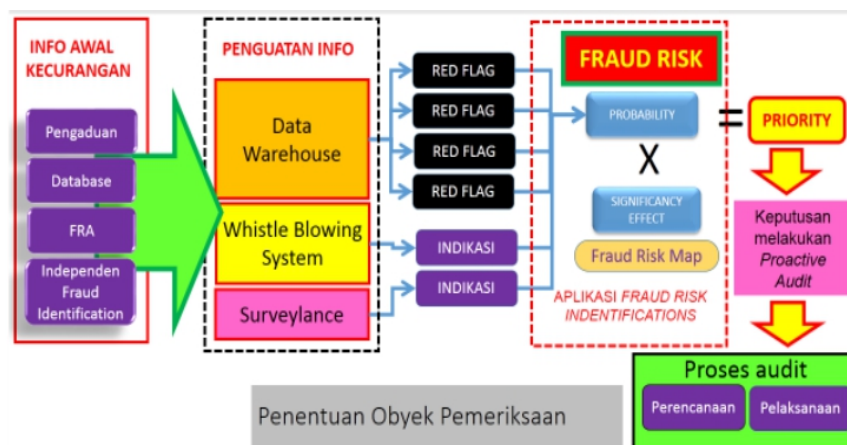 INFO AWAL
KECURANGAN
Pengaduan
Database
FRA
Independen
Fraud
Identification
PENGUATAN INFO
Data
Warehouse
Whistle Blowing
System
Surveylance
RED FLAG
RED FLAG
RED FLAG
RED FLAG
INDIKASI
INDIKASI
FRAUD RISK
PROBABILITY
X
SIGNIFICANCY
EFFECT
Fraud Risk Map
APLIKASI FRAUD RISK
INDENTIFICATIONS
=
PRIORITY
Keputusan
melakukan
Proactive
Audit
Proses audit
Perencanaan
Pelaksanaan
Penentuan Obyek Pemeriksaan